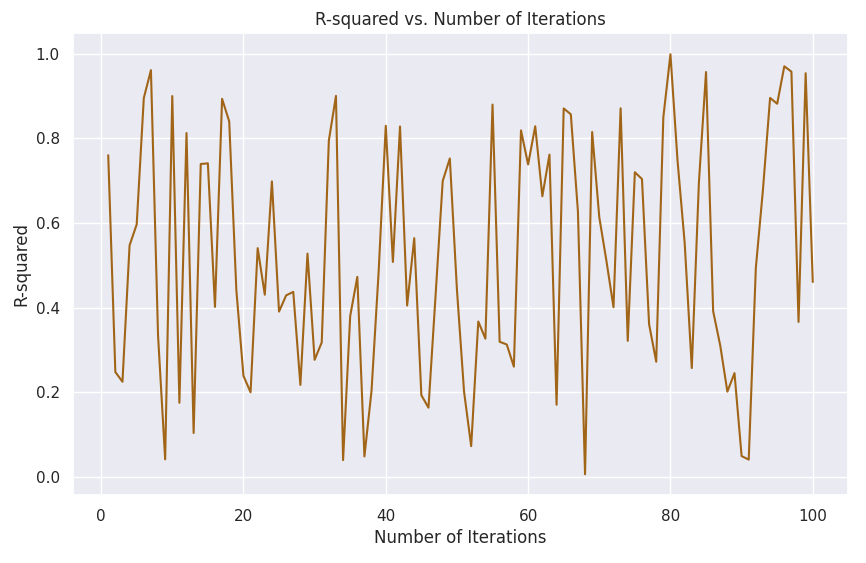 R-squared vs. Number of Iterations
1.0
0.8
0.6
0.4
0.2
0.0
R-squared
0 20 40 60 80 100
Number of Iterations